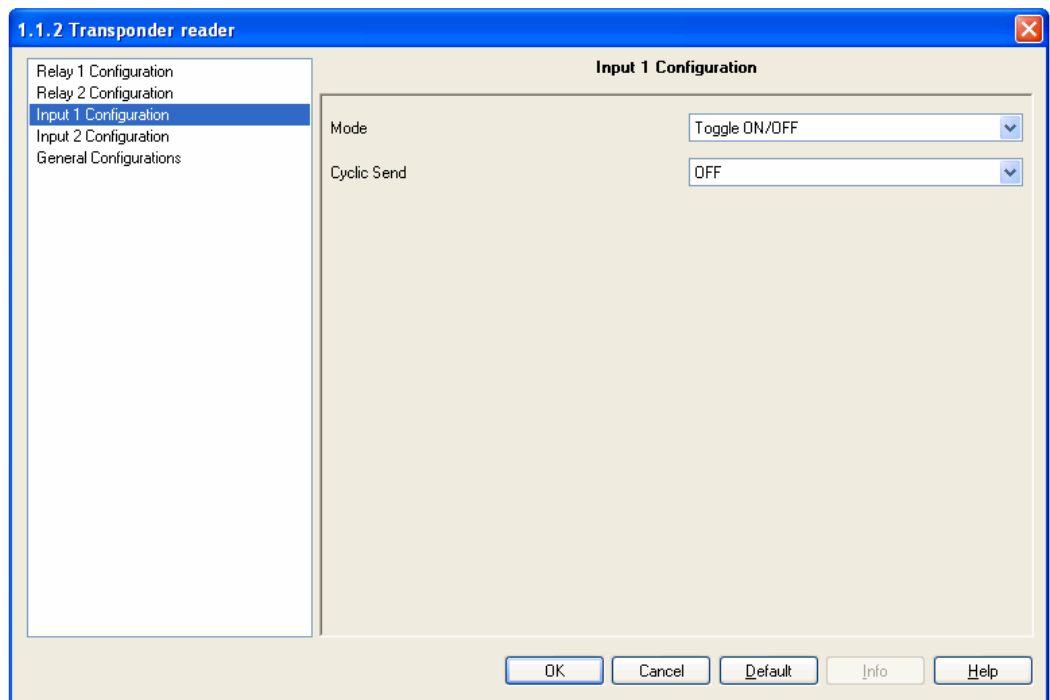 1.1.2 Transponder reader
Relay 1 Configuration
Relay 2 Configuration
Input 1 Configuration
Input 2 Configuration
General Configurations
Input 1 Configuration
Mode
Toggle ON/OFF
Cyclic Send
OFF
OK
Cancel
Default
Info
Help